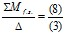 ΣM_{f.x.} / Δ = (8) / (3)